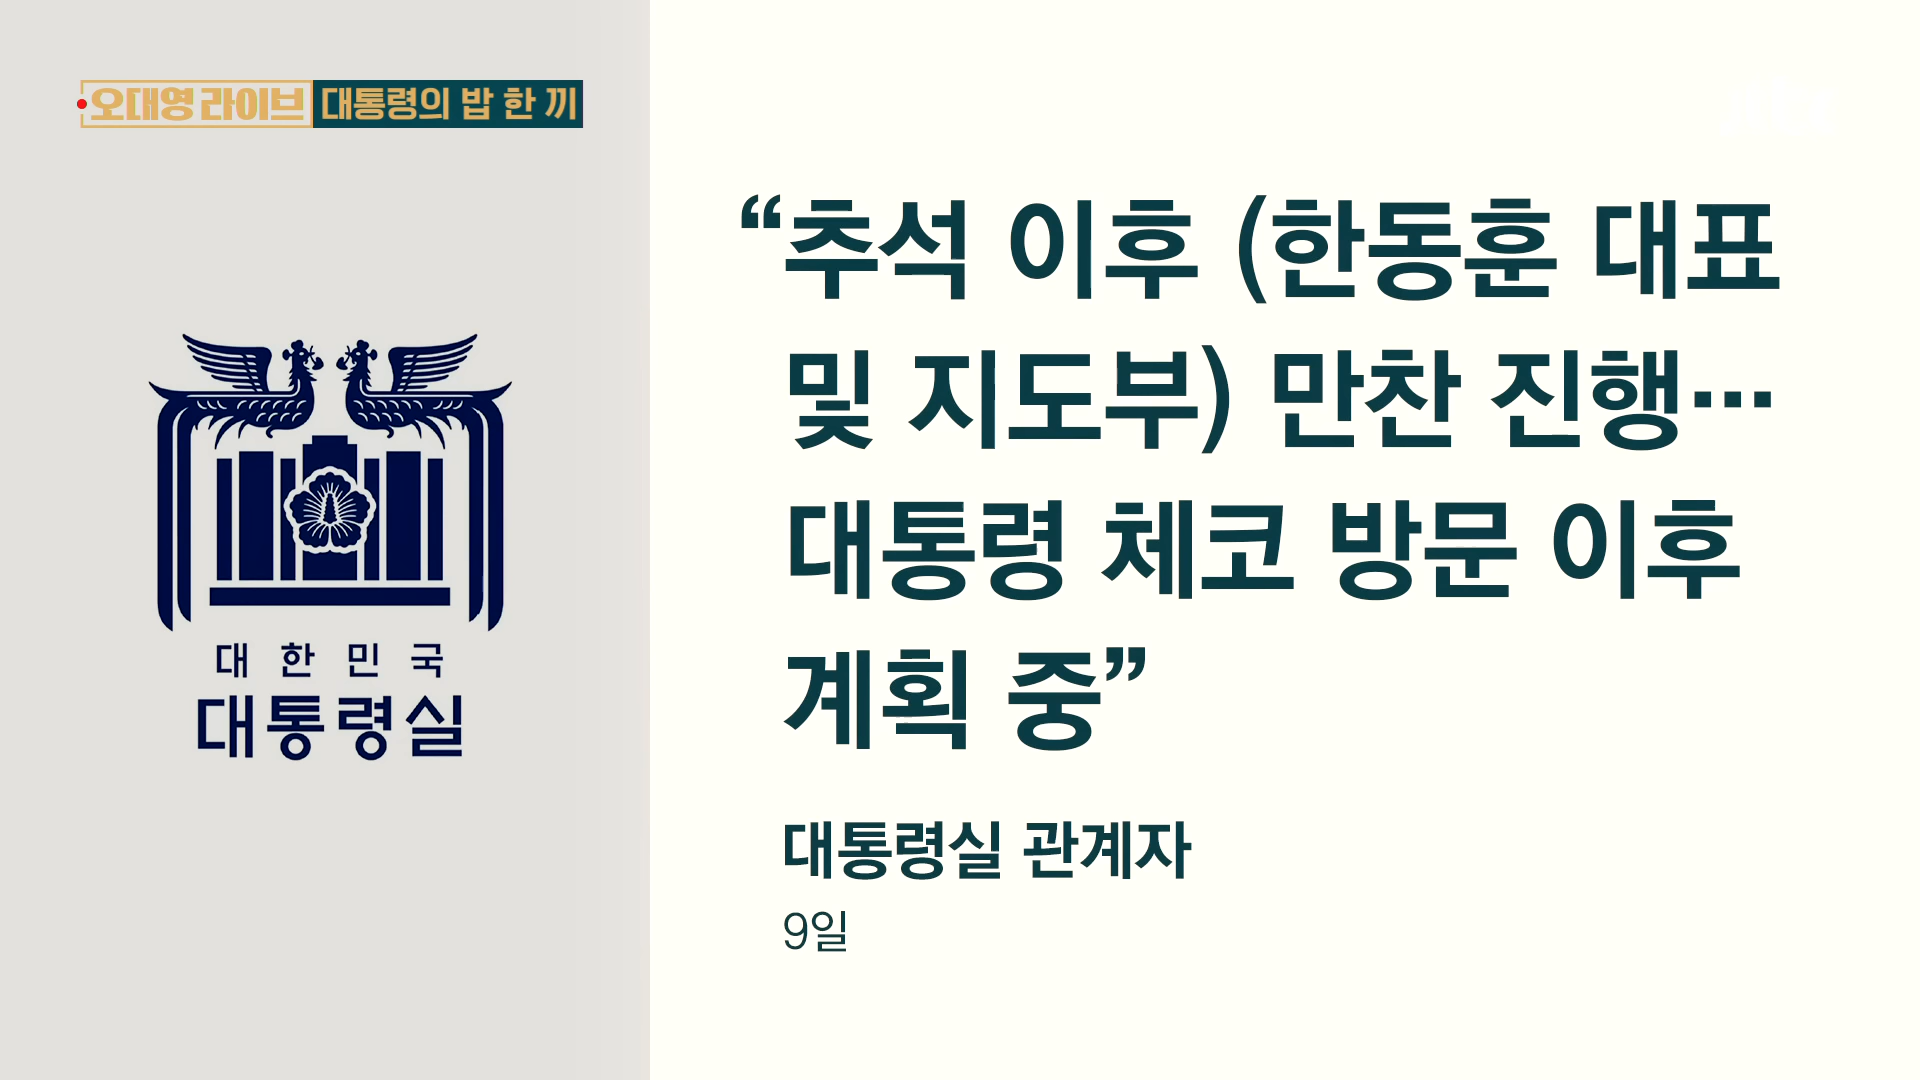 오대영 라이브 대통령의 밥 한 끼
“추석 이후 (한동훈 대표
및 지도부) 만찬 진행…
대통령 체코 방문 이후
계획 중”
대통령실 관계자
9일
대한민국
대통령실